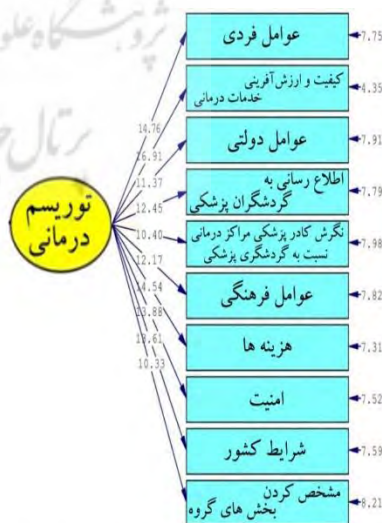 پژوهشگاه علو
پرتال ج
توریسم
درمانی
14.76
16.91
11.37
12.45
10.40
12.17
14.54
13.88
13.61
10.33
عوامل فردی
7.75
کیفیت و ارزش‌آفرینی
خدمات درمانی
4.35
عوامل دولتی
7.91
اطلاع رسانی به
گردشگران پزشکی
7.79
نگرش کادر پزشکی مراکز درمانی
نسبت به گردشگری پزشکی
7.98
عوامل فرهنگی
7.82
هزینه ها
7.31
امنیت
7.52
شرایط کشور
7.59
مشخص کردن
بخش های گروه
8.21